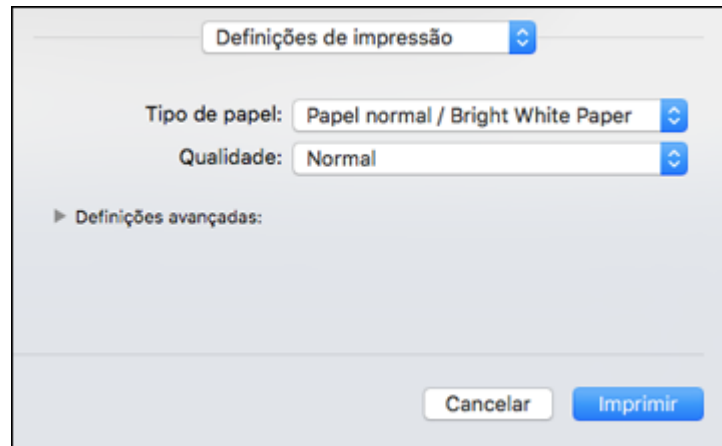 Definições de impressão
Tipo de papel: Papel normal / Bright White Paper
Qualidade: Normal
Definições avançadas:
Cancelar Imprimir